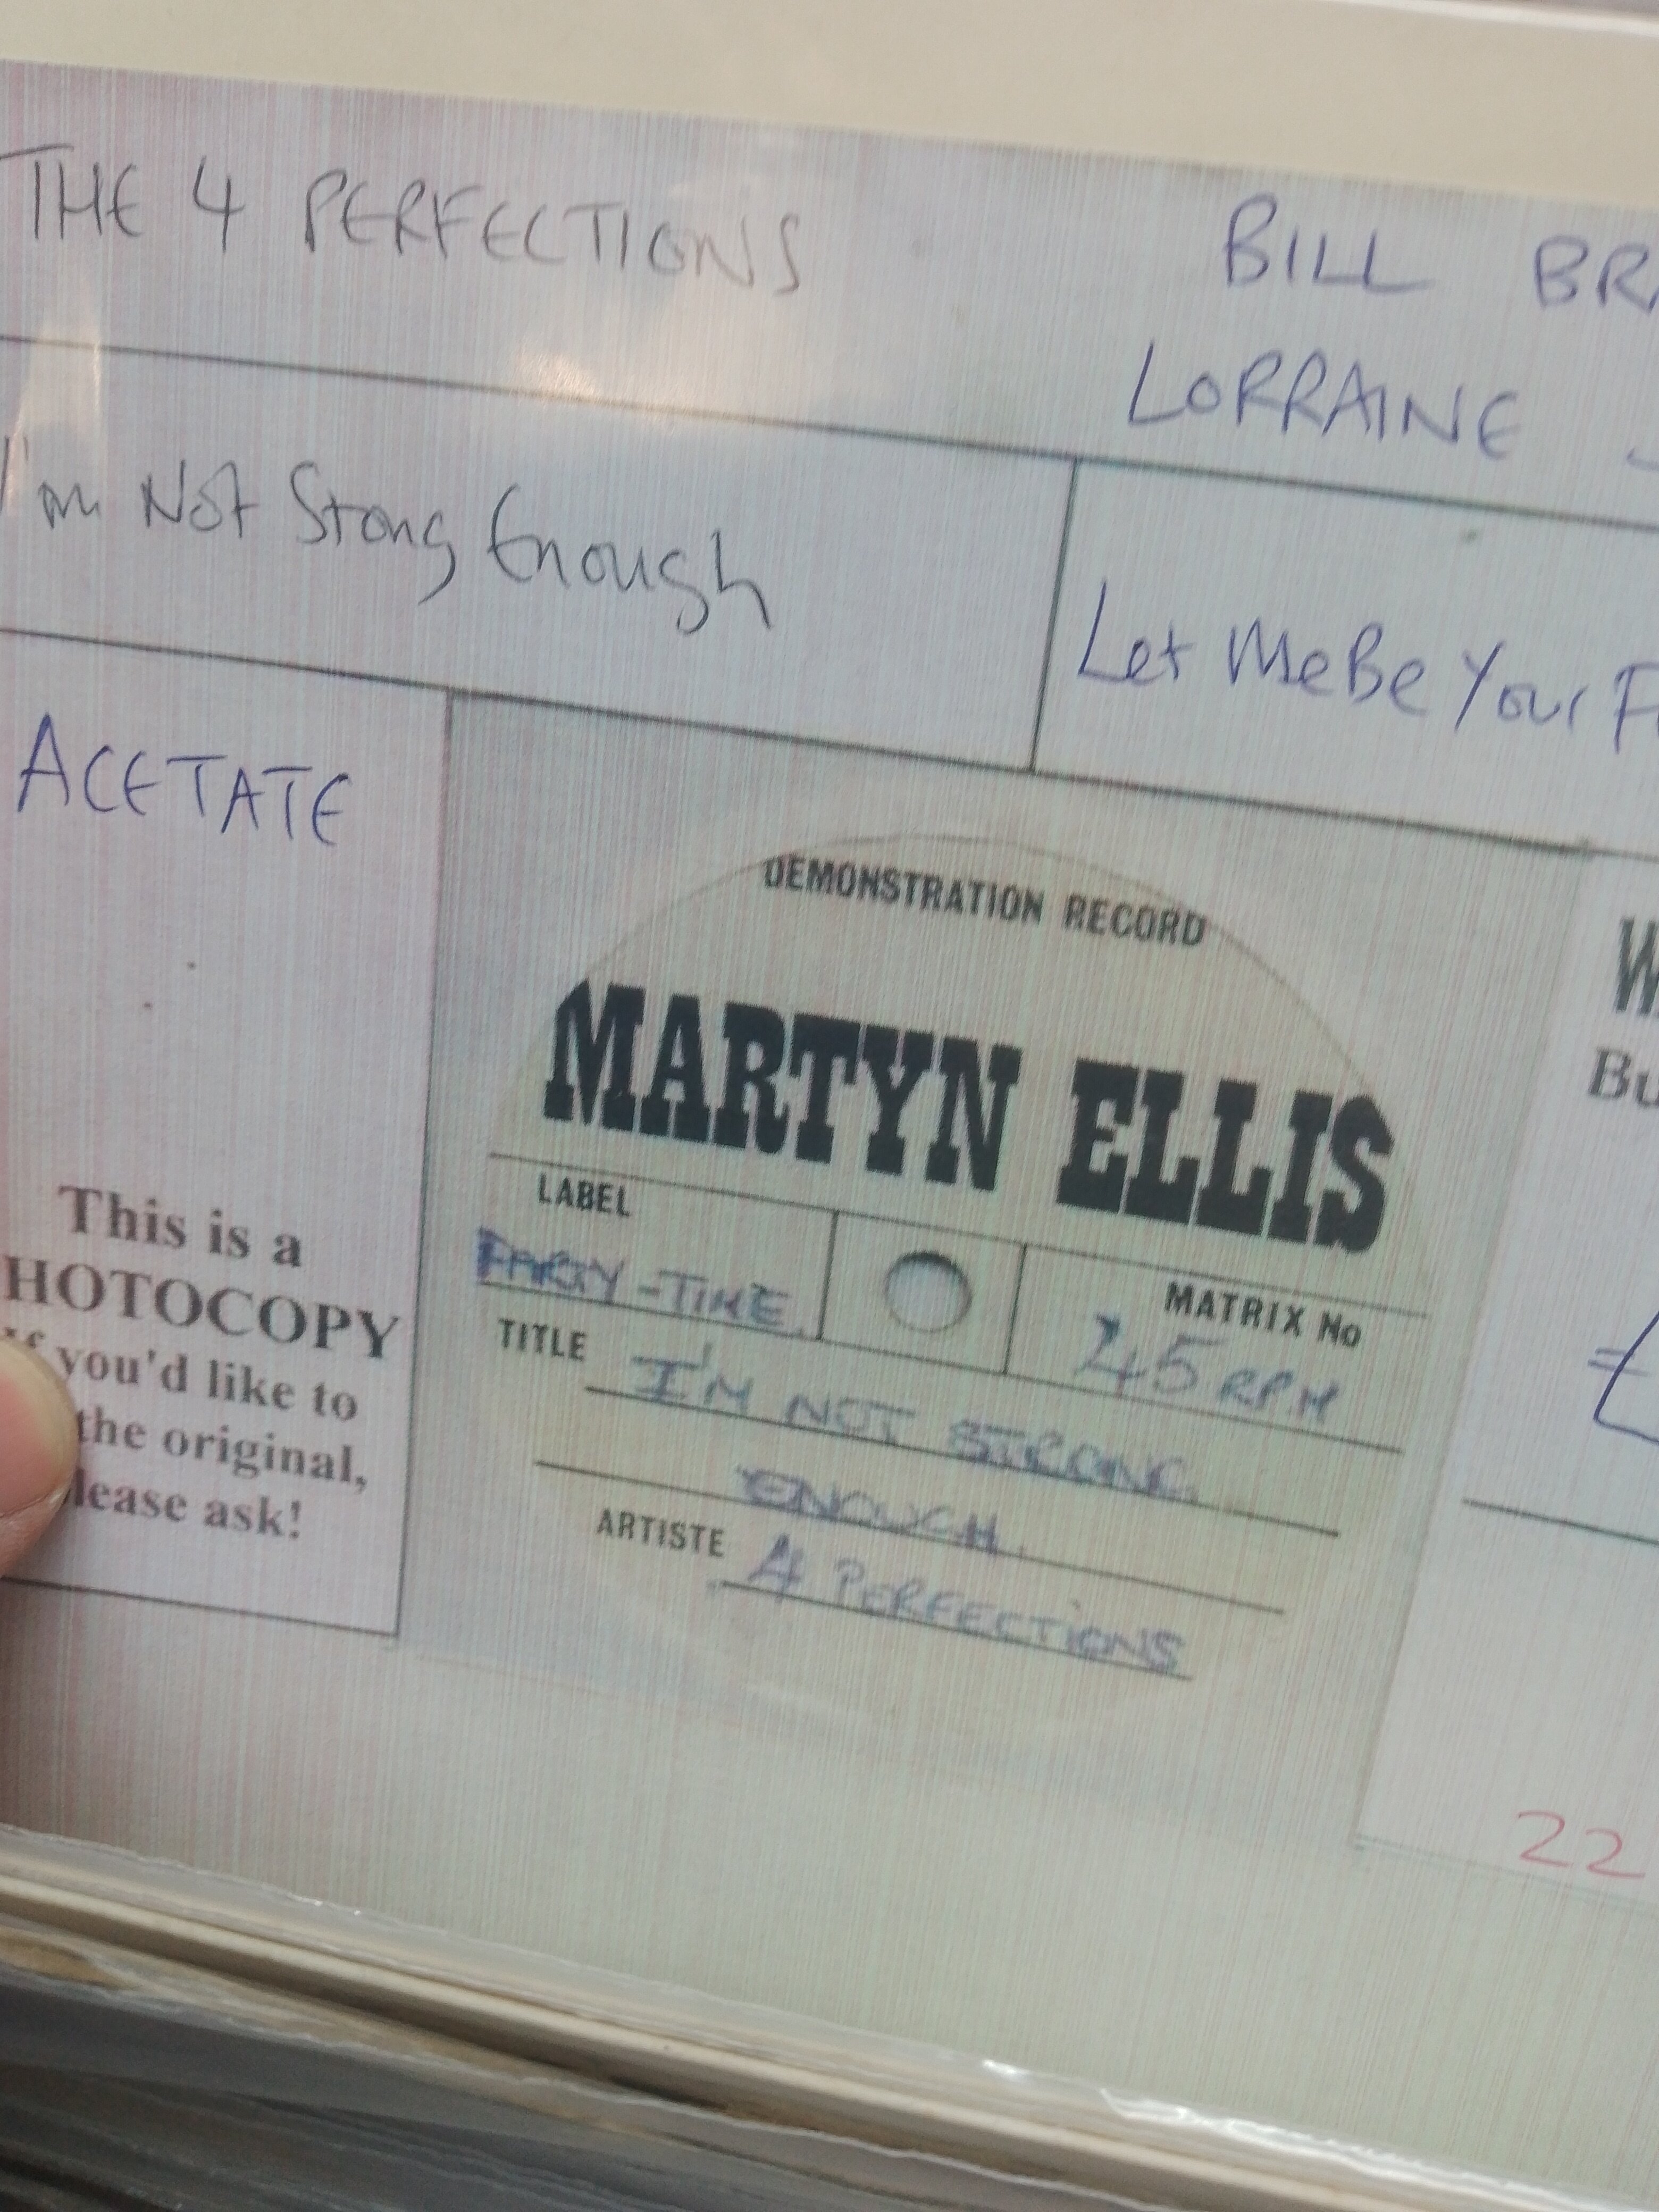 THE 4 PERFECTIONS
BILL
LORRAINE
I'm Not Stong Enough
Let Me Be Your
ACETATE
DEMONSTRATION RECORD
MARTYN ELLIS
LABEL
PARTY-TIME
MATRIX No
45 RPM
TITLE
I'M NOT STRONG
ENOUGH
ARTISTE
4 PERFECTIONS
This is a
HOTOCOPY
If you'd like to
the original,
lease ask!
Bu
£
22